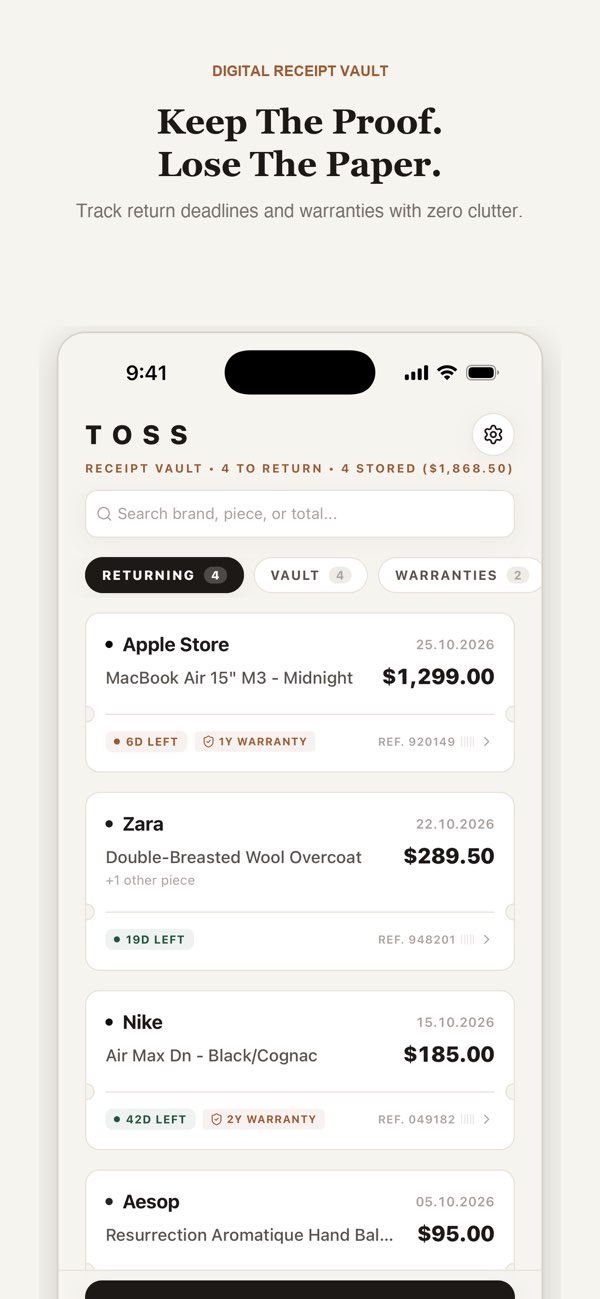 DIGITAL RECEIPT VAULT
Keep The Proof.
Lose The Paper.
Track return deadlines and warranties with zero clutter.
9:41
TOSS
RECEIPT VAULT • 4 TO RETURN • 4 STORED ($1,868.50)
Search brand, piece, or total...
RETURNING 4 VAULT 4 WARRANTIES 2
• Apple Store 25.10.2026
MacBook Air 15" M3 - Midnight $1,299.00
• 6D LEFT 1Y WARRANTY REF. 920149
• Zara 22.10.2026
Double-Breasted Wool Overcoat $289.50
+1 other piece
• 19D LEFT REF. 948201
• Nike 15.10.2026
Air Max Dn - Black/Cognac $185.00
• 42D LEFT 2Y WARRANTY REF. 049182
• Aesop 05.10.2026
Resurrection Aromatique Hand Bal... $95.00